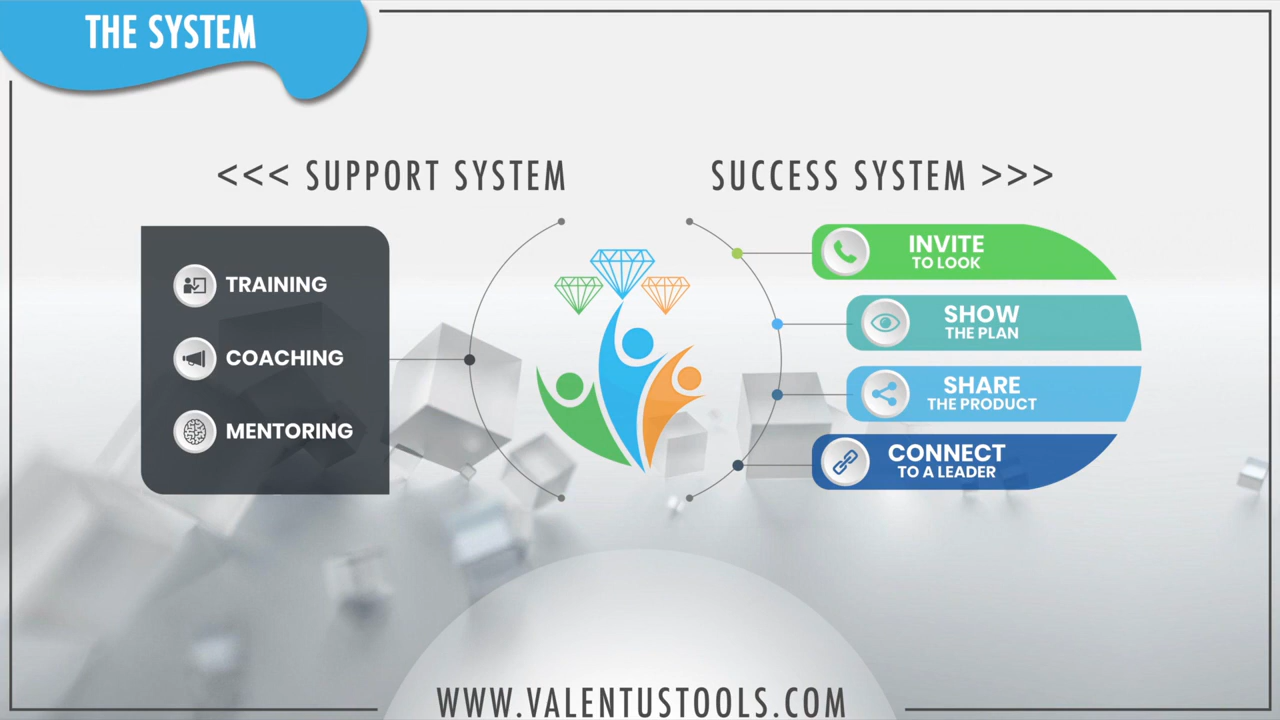 THE SYSTEM
<<< SUPPORT SYSTEM
TRAINING
COACHING
MENTORING
SUCCESS SYSTEM >>>
INVITE
TO LOOK
SHOW
THE PLAN
SHARE
THE PRODUCT
CONNECT
TO A LEADER
WWW.VALENTUSTOOLS.COM